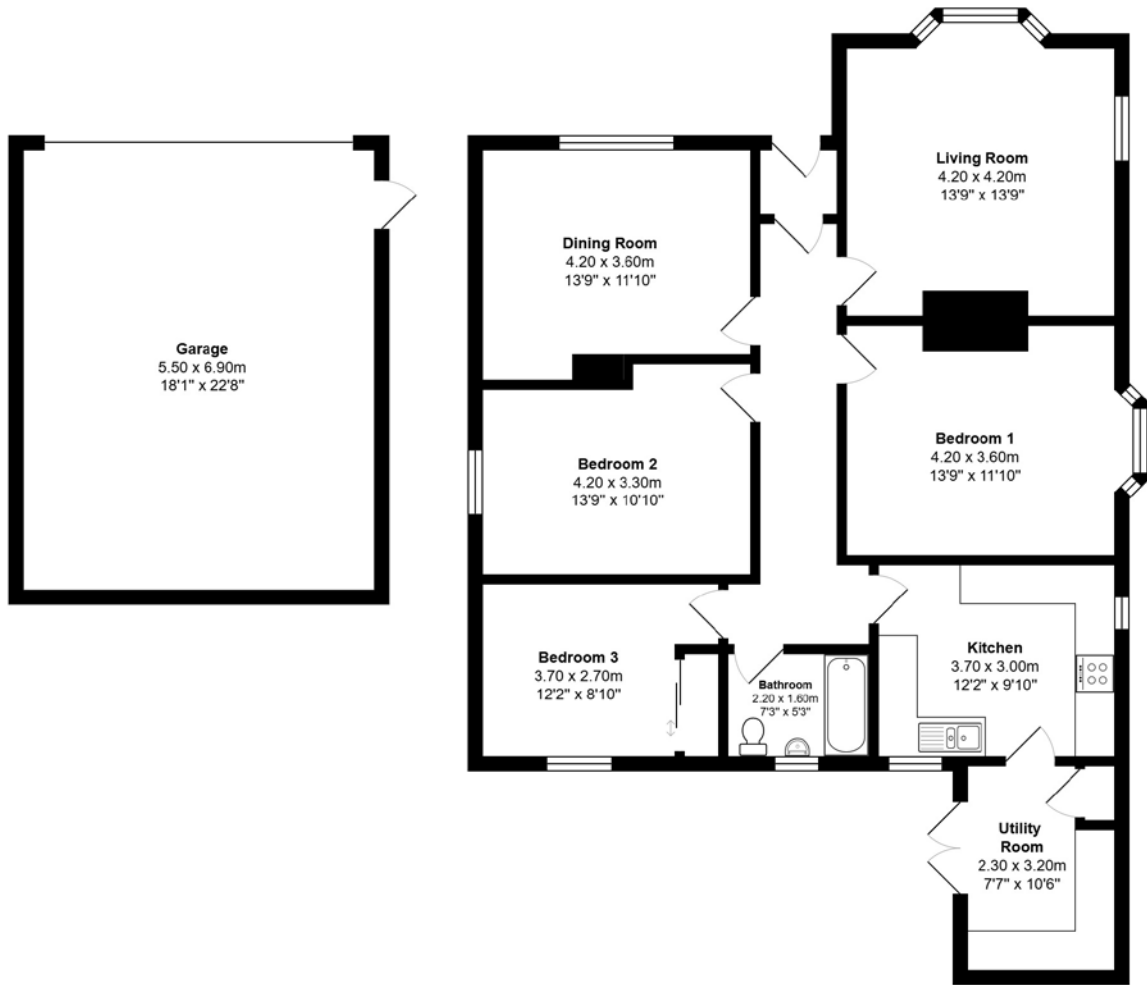 Living Room
4.20 x 4.20m
13'9" x 13'9"
Dining Room
4.20 x 3.60m
13'9" x 11'10"
Garage
5.50 x 6.90m
18'1" x 22'8"
Bedroom 1
4.20 x 3.60m
13'9" x 11'10"
Bedroom 2
4.20 x 3.30m
13'9" x 10'10"
Bedroom 3
3.70 x 2.70m
12'2" x 8'10"
Bathroom
2.20 x 1.60m
7'3" x 5'3"
Kitchen
3.70 x 3.00m
12'2" x 9'10"
Utility
Room
2.30 x 3.20m
7'7" x 10'6"